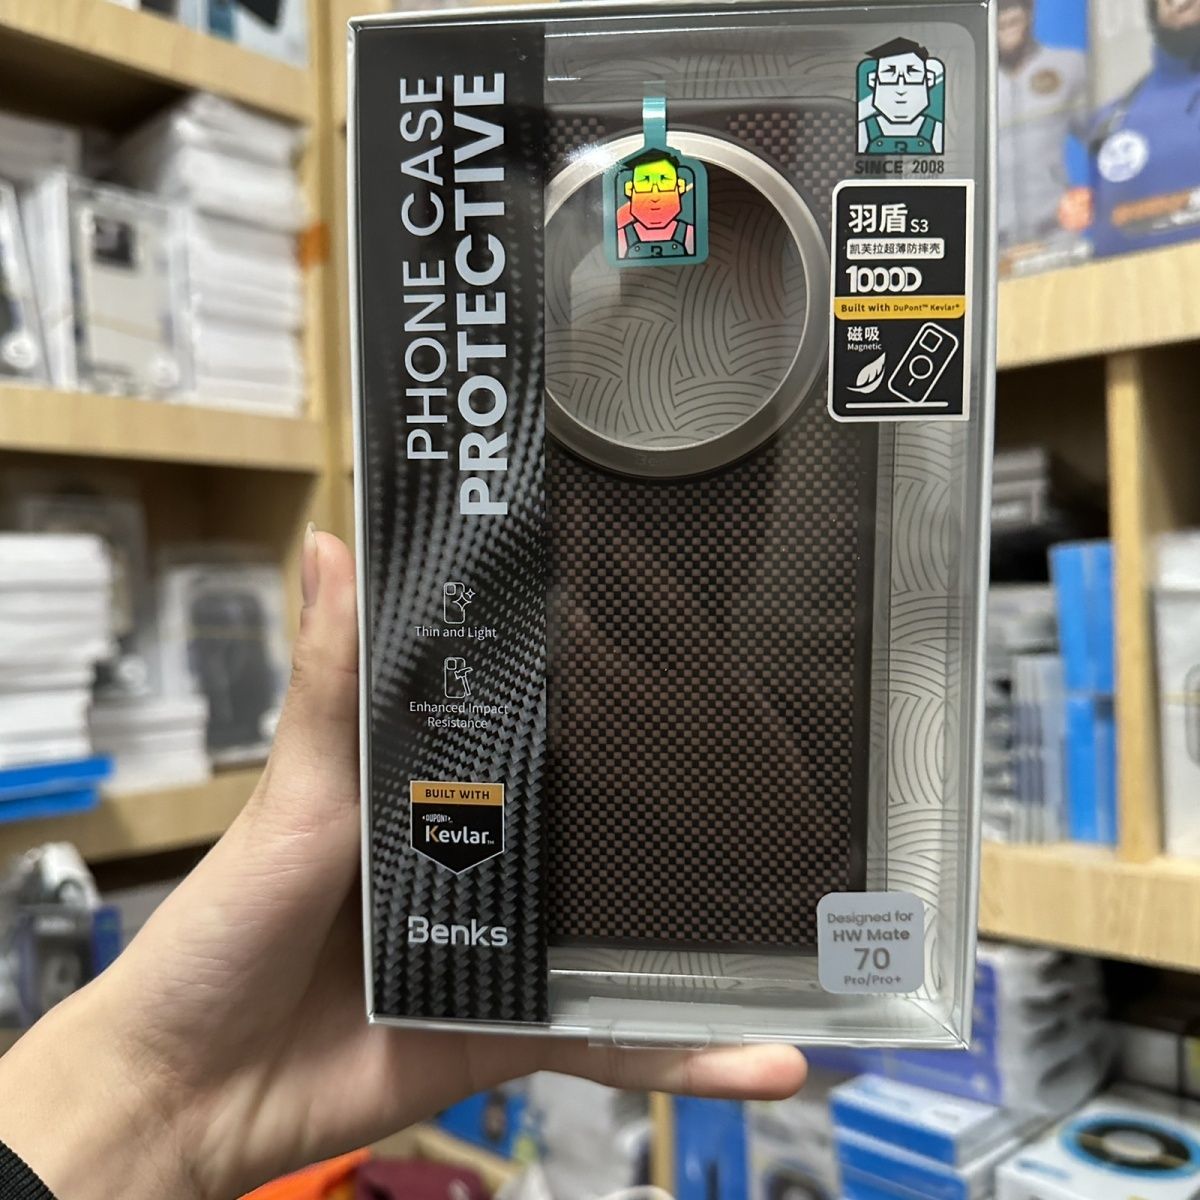 PHONE CASE
PROTECTIVE
Thin and Light
Enhanced Impact
Resistance
BUILT WITH
DUPONT
Kevlar™
Benks
SINCE 2008
羽盾 S3
凯芙拉超薄防摔壳
1000D
Built with DuPont™ Kevlar®
磁吸
Magnetic
Designed for
HW Mate
70
Pro/Pro+